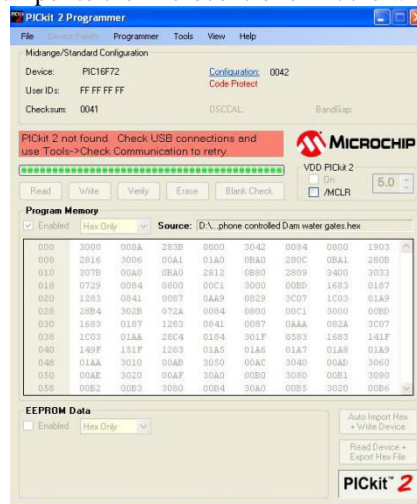 PICkit 2 Programmer
File Device Family Programmer Tools View Help
Midrange/Standard Configuration
Device: PIC16F72 Configuration: 0042
User IDs: FF FF FF FF Code Protect
Checksum: 0041 OSCCAL: BandGap:
PICkit 2 not found. Check USB connections and
use Tools->Check Communication to retry.
MICROCHIP
VDD PICkit 2
On
/MCLR
5.0
Read Write Verify Erase Blank Check
Program Memory
Enabled Hex Only Source: D:\...phone controlled Dam water gates.hex
000 3008 008A 283B 0000 3042 0084 0800 1903
008 2816 3006 00A1 01A0 0BA0 280C 0BA1 280B
010 307B 00A0 0BA0 2812 0B80 2809 3400 3033
018 0729 0084 0800 00C1 3000 00BD 1683 0187
020 1283 0841 0087 0AA9 0829 3C07 1C03 01A9
028 28B4 302B 072A 0084 0800 00C1 3000 00BD
030 1683 0187 1283 0841 0087 0AAA 082A 3C07
038 1C03 01AA 28C4 0184 301F 0583 1683 141F
040 149F 151F 1283 01A5 01A6 01A7 01A8 01A9
048 01AA 3010 00AB 3050 00AC 3040 00AD 3060
050 00AE 3020 00AF 30A0 00B0 3080 00B1 3090
058 00B2 00B3 3080 00B4 30A0 00B5 3020 00B6
EEPROM Data
Enabled Hex Only
Auto Import Hex
+ Write Device
Read Device +
Export Hex File
PICkit™ 2